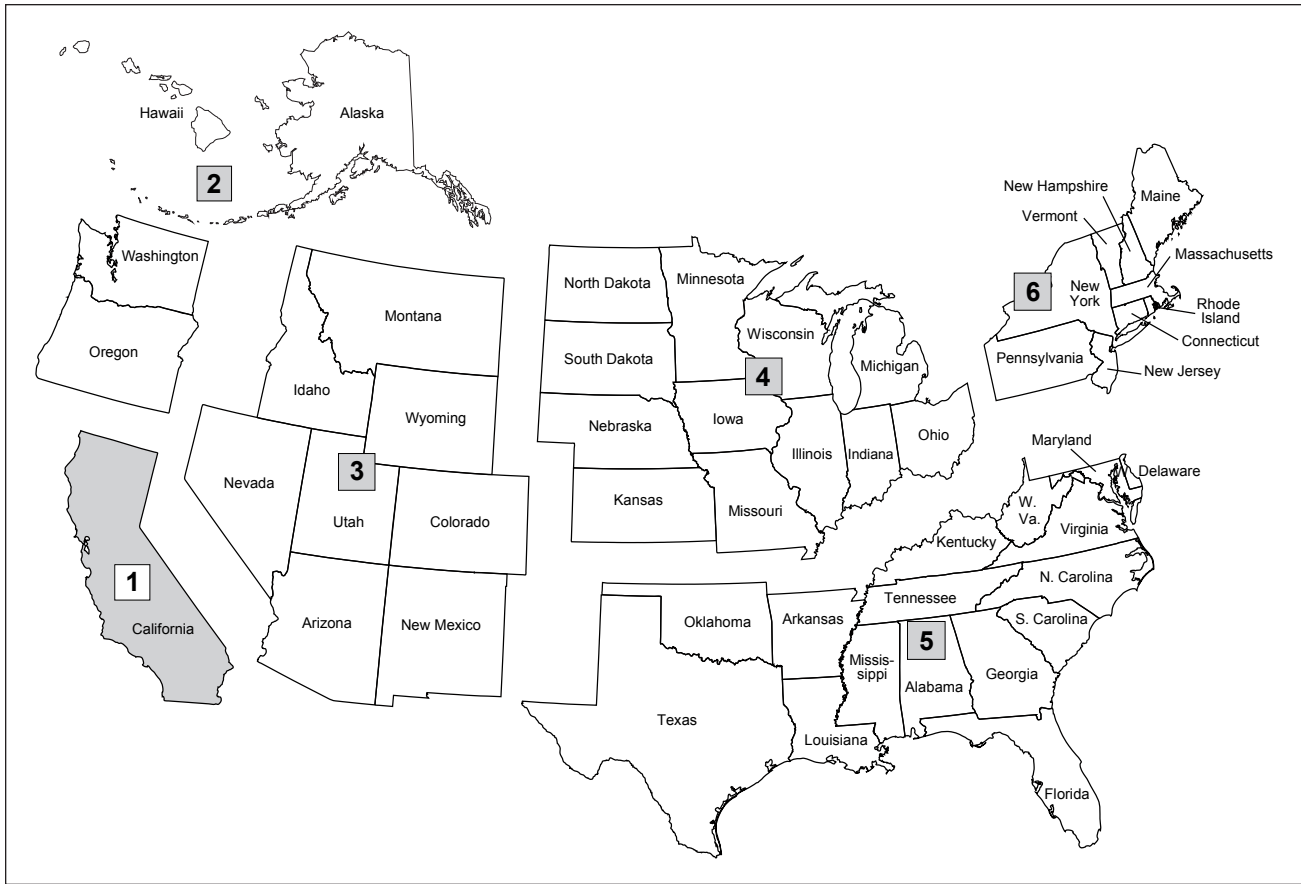 Hawaii
Alaska
2
Washington
Oregon
Montana
Idaho
Wyoming
Nevada
3
Utah
Colorado
1
California
Arizona
New Mexico
North Dakota
Minnesota
South Dakota
Wisconsin
4
Michigan
Nebraska
Iowa
Illinois
Indiana
Ohio
Kansas
Missouri
New Hampshire
Vermont
Maine
Massachusetts
6
New
York
Rhode
Island
Connecticut
Pennsylvania
New Jersey
Maryland
Delaware
W.
Va.
Virginia
Kentucky
N. Carolina
Tennessee
S. Carolina
Oklahoma
Arkansas
5
Missis-
sippi
Alabama
Georgia
Texas
Louisiana
Florida